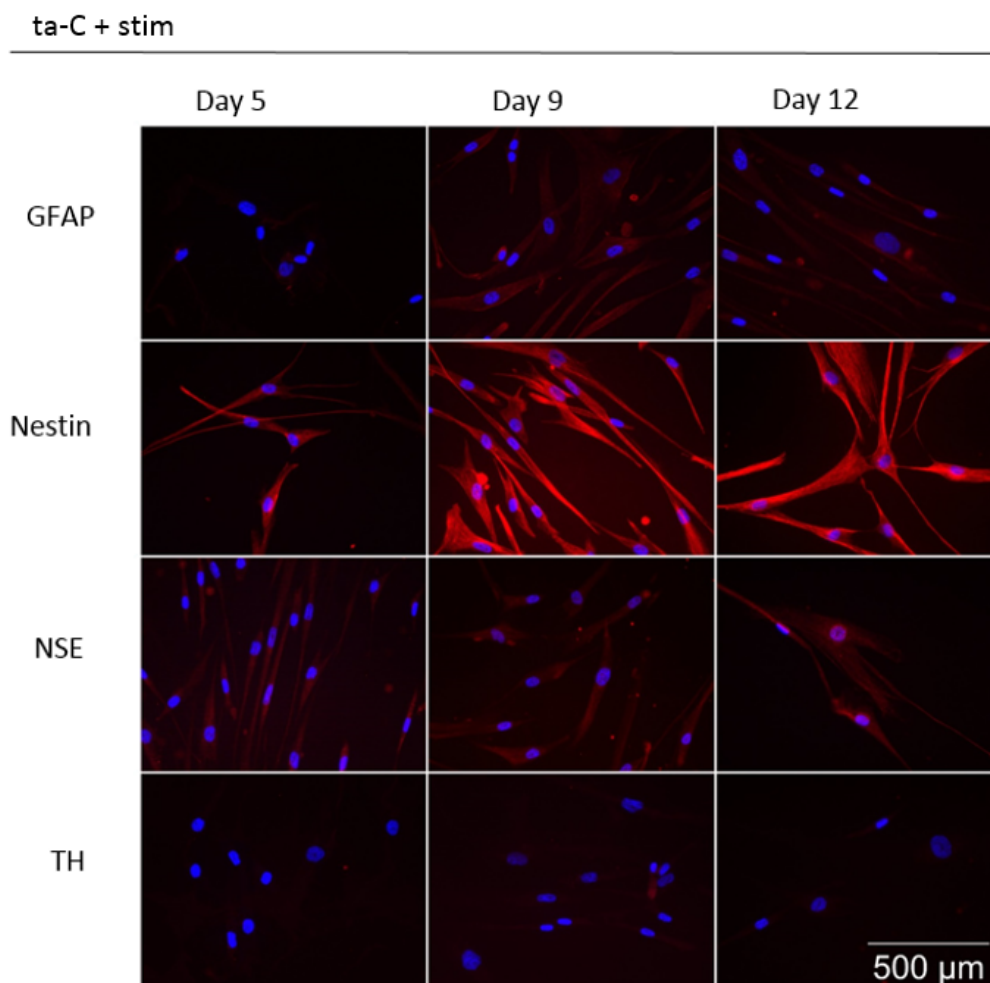 ta-C + stim
Day 5 Day 9 Day 12
GFAP
Nestin
NSE
TH
500 µm